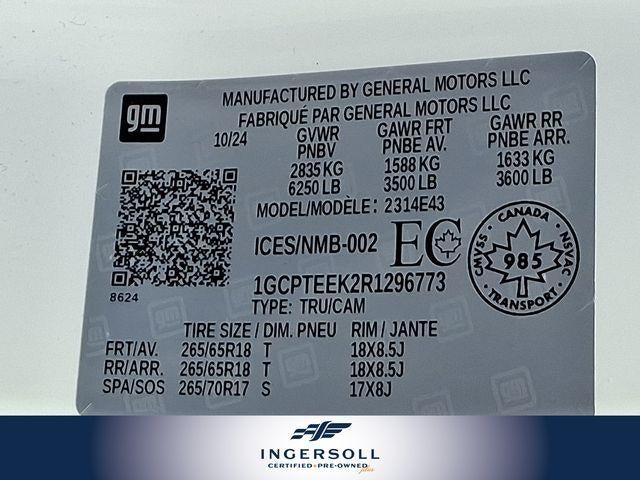 gm
MANUFACTURED BY GENERAL MOTORS LLC
FABRIQUÉ PAR GENERAL MOTORS LLC
10/24 GVWR GAWR FRT GAWR RR
PNBV PNBE AV. PNBE ARR.
2835 KG 1588 KG 1633 KG
6250 LB 3500 LB 3600 LB
MODEL/MODÈLE: 2314E43
ICES/NMB-002 EC
CANADA
CMVSS 985 NSVAC
TRANSPORT
8624
1GCPTEEK2R1296773
TYPE: TRU/CAM
TIRE SIZE / DIM. PNEU RIM / JANTE
FRT/AV. 265/65R18 T 18X8.5J
RR/ARR. 265/65R18 T 18X8.5J
SPA/SOS 265/70R17 S 17X8J
INGERSOLL
CERTIFIED • PRE-OWNED plus